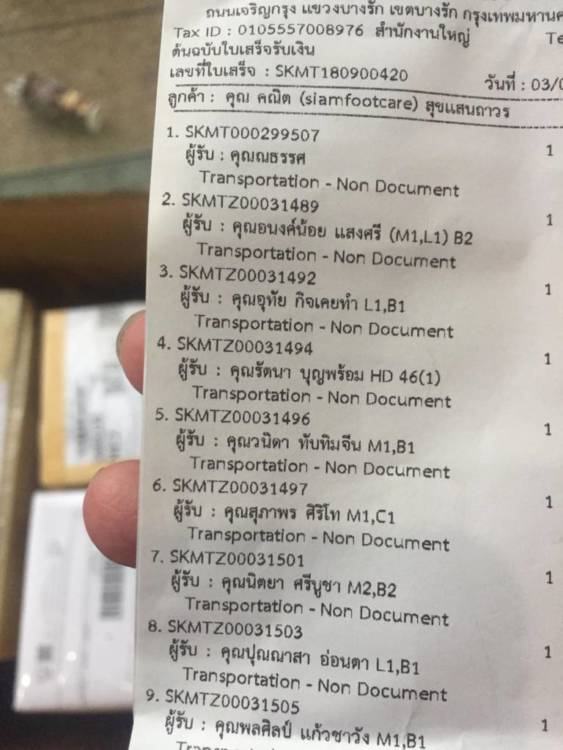 ถนนเจริญกรุง แขวงบางรัก เขตบางรัก กรุงเทพมหานค
Tax ID : 0105557008976 สำนักงานใหญ่ Te
ต้นฉบับใบเสร็จรับเงิน
เลขที่ใบเสร็จ : SKMT180900420 วันที่ : 03/0
ลูกค้า : คุณ คณิต (siamfootcare) สุขแสนถาวร
1. SKMT000299507 1
ผู้รับ : คุณณธรรศ
Transportation - Non Document
2. SKMTZ00031489 1
ผู้รับ : คุณอนงค์น้อย แสงศรี (M1,L1) B2
Transportation - Non Document
3. SKMTZ00031492 1
ผู้รับ : คุณอุทัย กิจเคยทำ L1,B1
Transportation - Non Document
4. SKMTZ00031494 1
ผู้รับ : คุณรัตนา บุญพร้อม HD 46(1)
Transportation - Non Document
5. SKMTZ00031496 1
ผู้รับ : คุณวนิดา ทับทิมจีน M1,B1
Transportation - Non Document
6. SKMTZ00031497 1
ผู้รับ : คุณสุภาพร ศิริโท M1,C1
Transportation - Non Document
7. SKMTZ00031501 1
ผู้รับ : คุณนิตยา ศรีบูชา M2,B2
Transportation - Non Document
8. SKMTZ00031503 1
ผู้รับ : คุณปุณณาสา อ่อนตา L1,B1
Transportation - Non Document
9. SKMTZ00031505 1
ผู้รับ : คุณพลศิลป์ แก้วชาวัง M1,B1